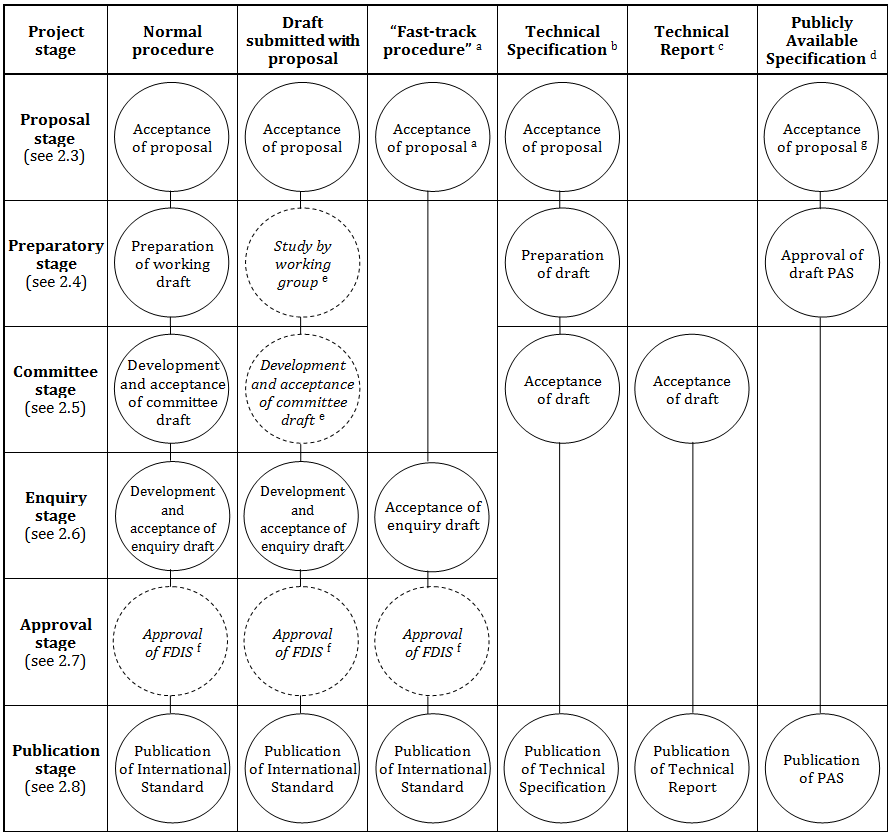 Project
stage
Normal
procedure
Draft
submitted with
proposal
“Fast-track
procedure” a
Technical
Specification b
Technical
Report c
Publicly
Available
Specification d
Proposal
stage
(see 2.3)
Acceptance
of proposal
Acceptance
of proposal
Acceptance
of proposal a
Acceptance
of proposal
Acceptance
of proposal g
Preparatory
stage
(see 2.4)
Preparation
of working
draft
Study by
working
group e
Preparation
of draft
Approval of
draft PAS
Committee
stage
(see 2.5)
Development
and acceptance
of committee
draft
Development
and acceptance
of committee
draft e
Acceptance
of draft
Acceptance
of draft
Enquiry
stage
(see 2.6)
Development
and
acceptance of
enquiry draft
Development
and
acceptance of
enquiry draft
Acceptance of
enquiry draft
Approval
stage
(see 2.7)
Approval
of FDIS f
Approval
of FDIS f
Approval
of FDIS f
Publication
stage
(see 2.8)
Publication
of International
Standard
Publication
of International
Standard
Publication
of International
Standard
Publication
of Technical
Specification
Publication
of Technical
Report
Publication
of PAS